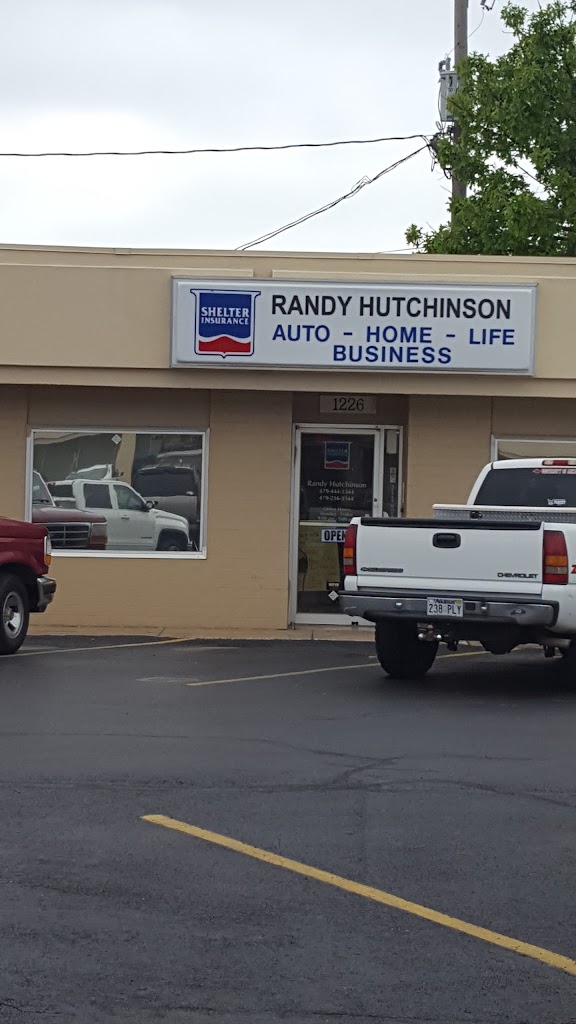 SHELTER
INSURANCE
RANDY HUTCHINSON
AUTO - HOME - LIFE
BUSINESS
1226
Randy Hutchinson
OPEN
CHEVROLET
238 PLY